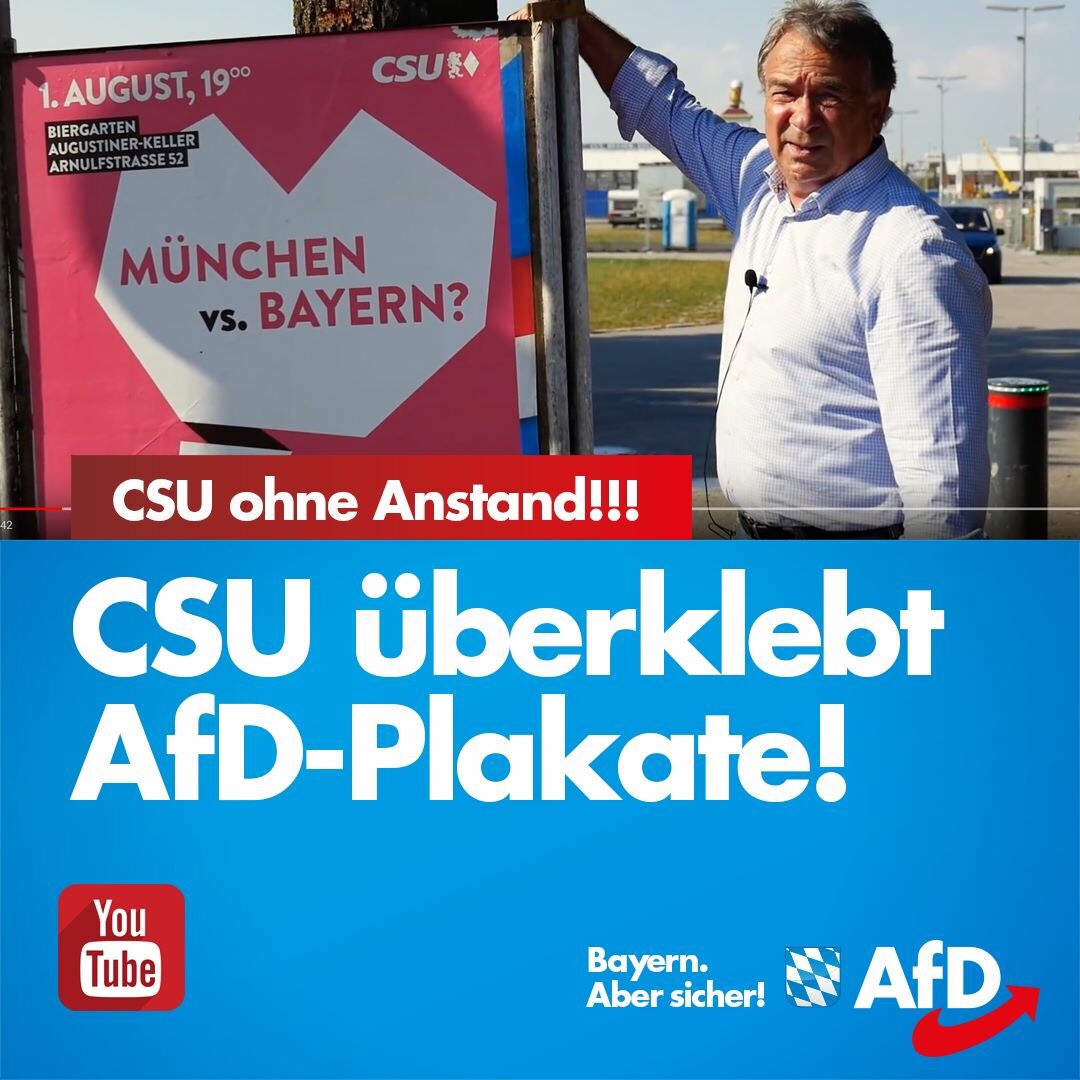 1. AUGUST, 19⁰⁰
CSU
BIERGARTEN
AUGUSTINER-KELLER
ARNULFSTRASSE 52
MÜNCHEN
vs. BAYERN?
42
CSU ohne Anstand!!!
CSU überklebt
AfD-Plakate!
You
Tube
Bayern.
Aber sicher!
AfD